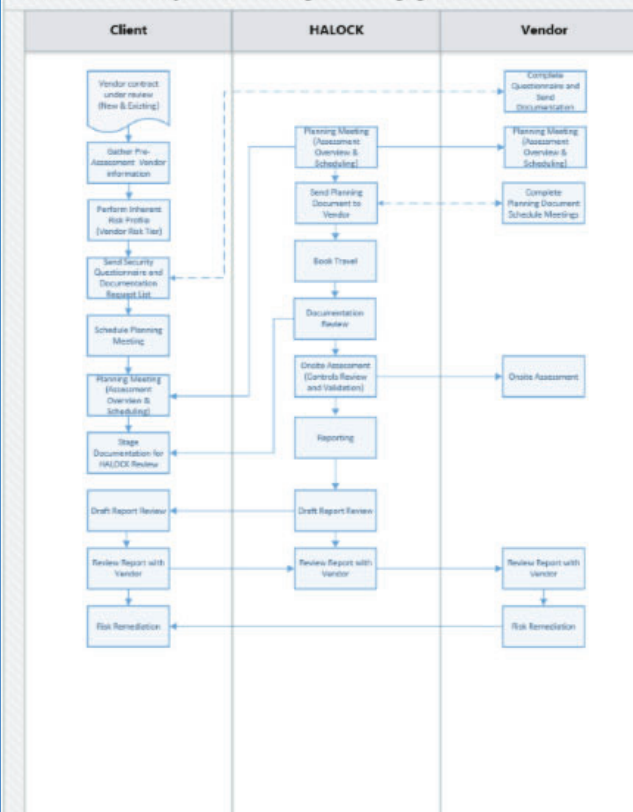 Client
HALOCK
Vendor
Vendor contract
under review
(New & Existing)
Gather Pre-
Assessment Vendor
Information
Perform Inherent
Risk Profile
(Vendor Risk Tier)
Send Security
Questionnaire and
Documentation
Request List
Schedule Planning
Meeting
Planning Meeting
(Assessment
Overview &
Scheduling)
Stage
Documentation for
HALOCK Review
Draft Report Review
Review Report with
Vendor
Risk Remediation
Planning Meeting
(Assessment
Overview &
Scheduling)
Send Planning
Document to
Vendor
Book Travel
Documentation
Review
Onsite Assessment
(Controls Review
and Validation)
Reporting
Draft Report Review
Review Report with
Vendor
Complete
Questionnaire and
Send
Documentation
Planning Meeting
(Assessment
Overview &
Scheduling)
Complete
Planning Document
Schedule Meetings
Onsite Assessment
Review Report with
Vendor
Risk Remediation